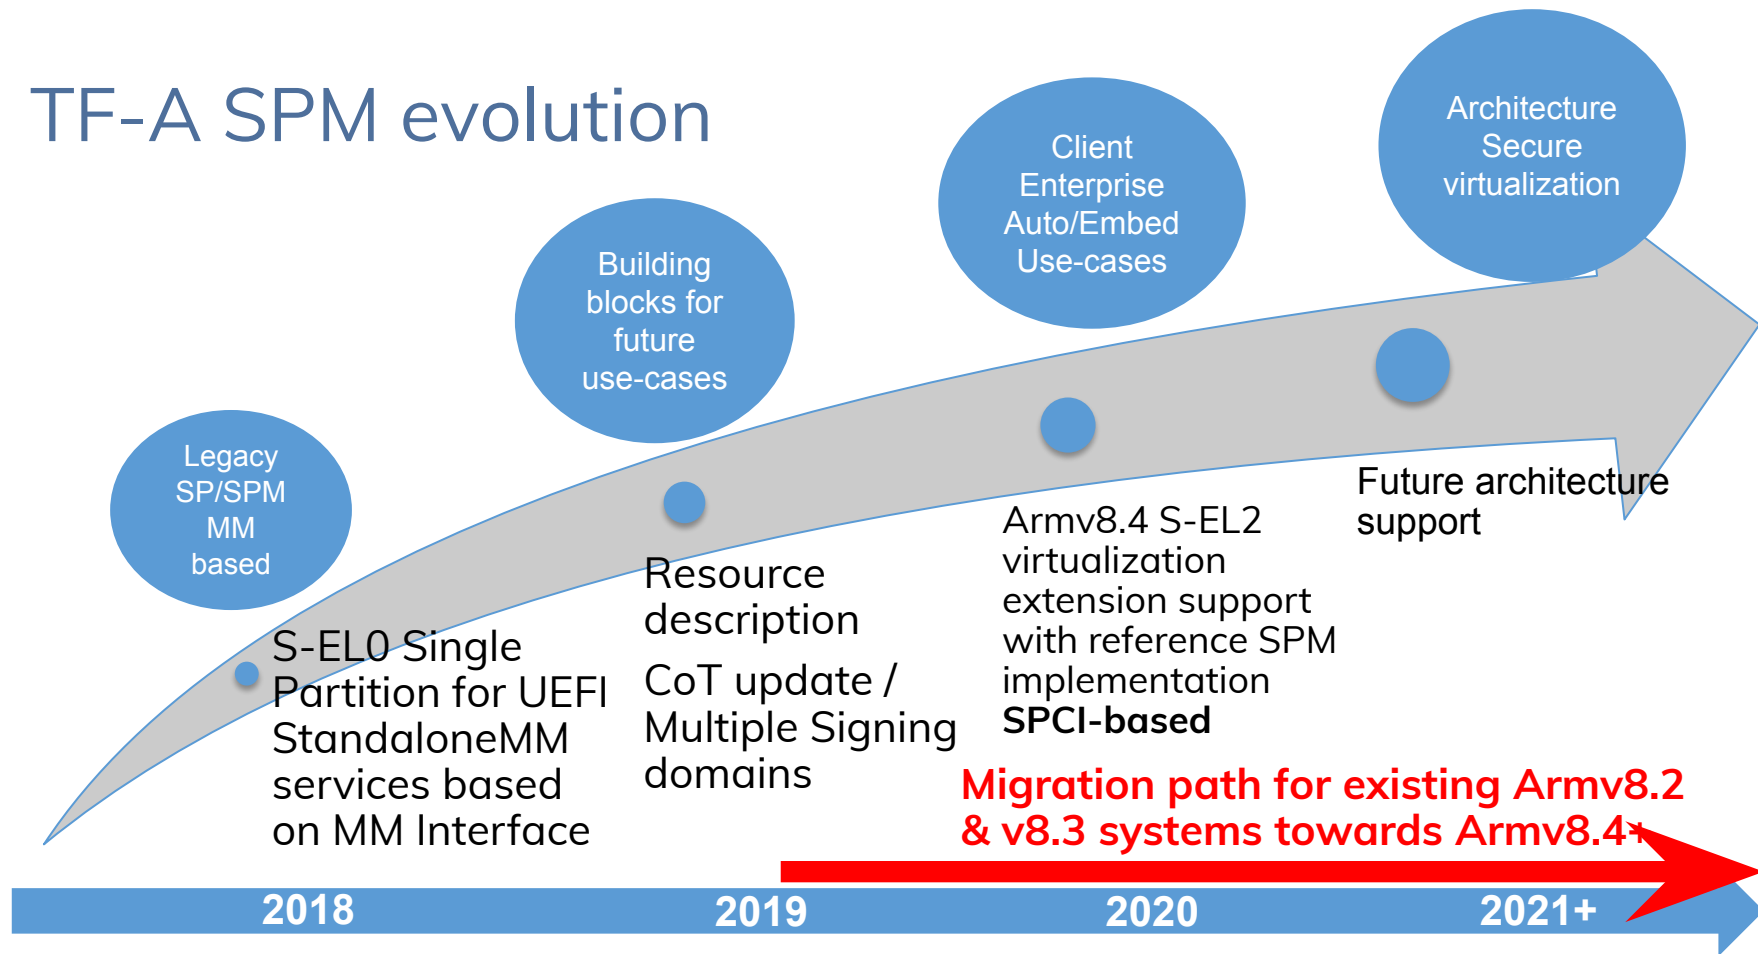 TF-A SPM evolution
Legacy
SP/SPM
MM
based
Building
blocks for
future
use-cases
Client
Enterprise
Auto/Embed
Use-cases
Architecture
Secure
virtualization
S-EL0 Single
Partition for UEFI
StandaloneMM
services based
on MM Interface
Resource
description
CoT update /
Multiple Signing
domains
Armv8.4 S-EL2
virtualization
extension support
with reference SPM
implementation
SPCI-based
Future architecture
support
Migration path for existing Armv8.2
& v8.3 systems towards Armv8.4+
2018
2019
2020
2021+